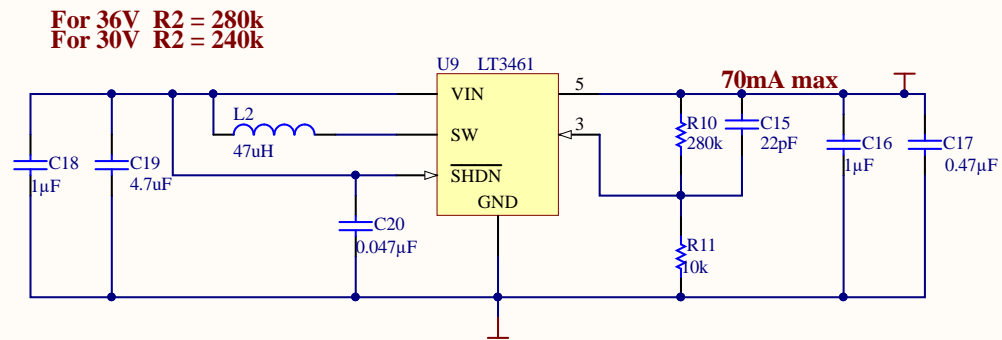 For 36V R2 = 280k
For 30V R2 = 240k
U9 LT3461
VIN
5
70mA max
L2
47uH
SW
3
R10
280k
C15
22pF
C18
1µF
C19
4.7uF
SHDN
C16
1µF
C17
0.47µF
GND
C20
0.047µF
R11
10k